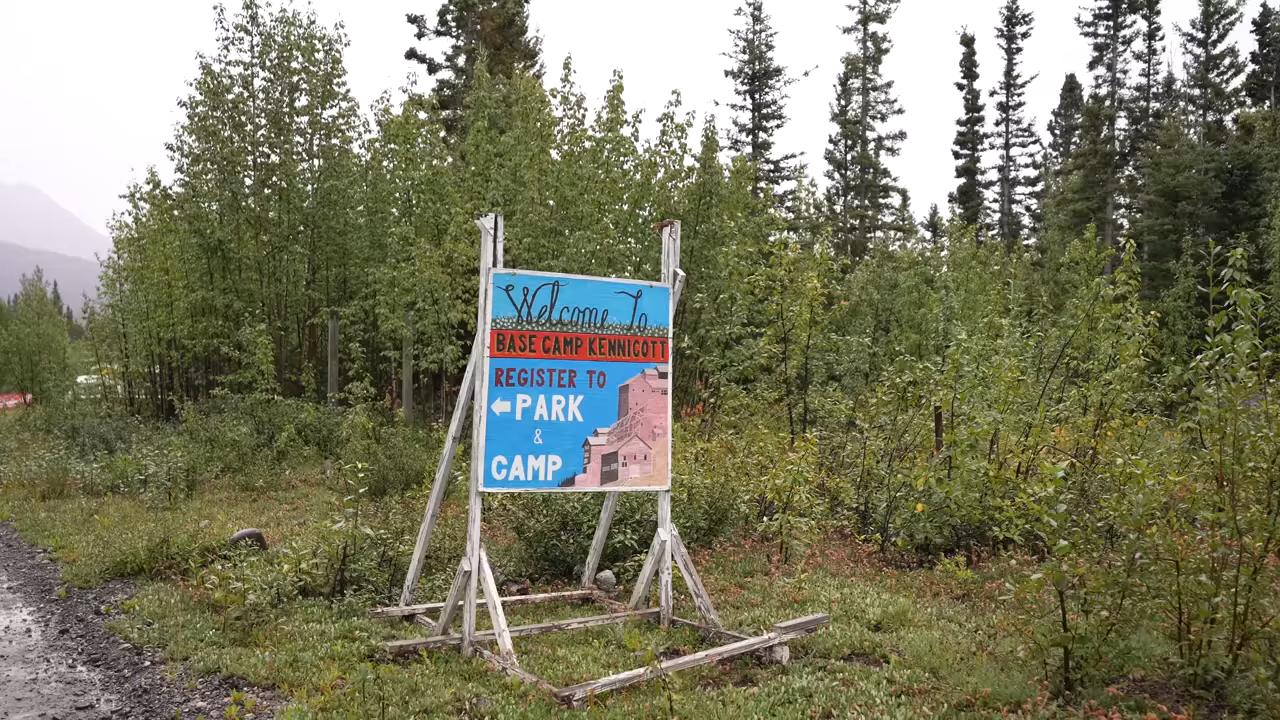 Welcome To
BASE CAMP KENNICOTT
REGISTER TO
PARK
&
CAMP